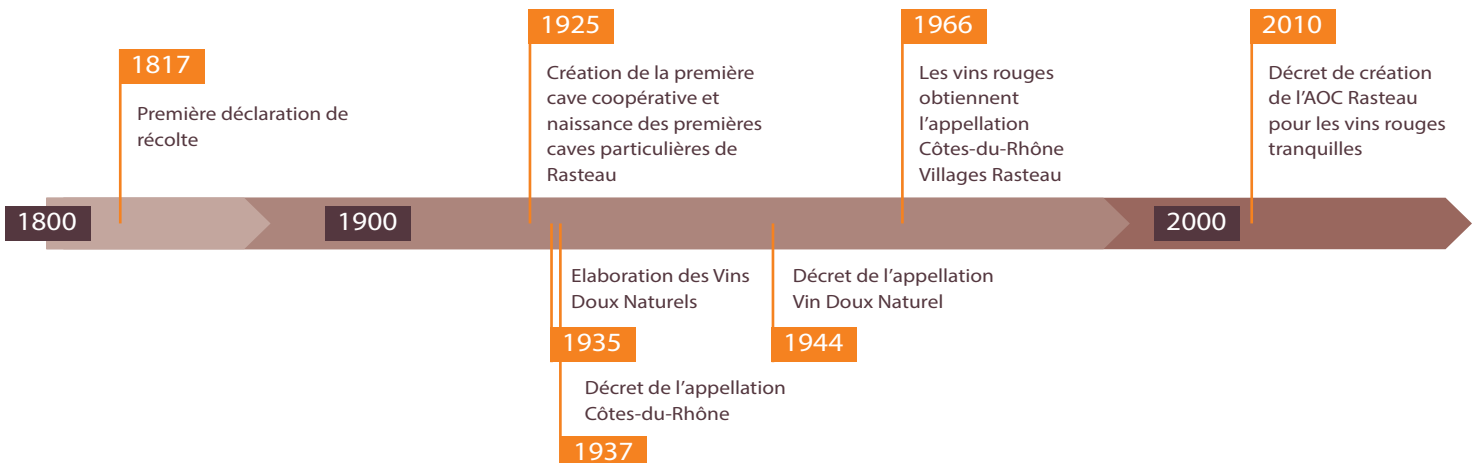 1817
Première déclaration de
récolte
1925
Création de la première
cave coopérative et
naissance des premières
caves particulières de
Rasteau
1966
Les vins rouges
obtiennent
l’appellation
Côtes-du-Rhône
Villages Rasteau
2010
Décret de création
de l’AOC Rasteau
pour les vins rouges
tranquilles
1800
1900
2000
Elaboration des Vins
Doux Naturels
1935
Décret de l’appellation
Côtes-du-Rhône
1937
Décret de l’appellation
Vin Doux Naturel
1944